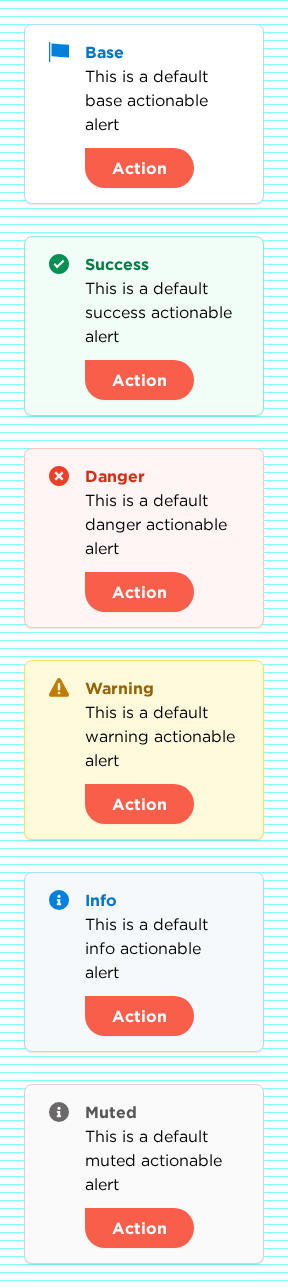 Base
This is a default
base actionable
alert
Action
Success
This is a default
success actionable
alert
Action
Danger
This is a default
danger actionable
alert
Action
Warning
This is a default
warning actionable
alert
Action
Info
This is a default
info actionable
alert
Action
Muted
This is a default
muted actionable
alert
Action